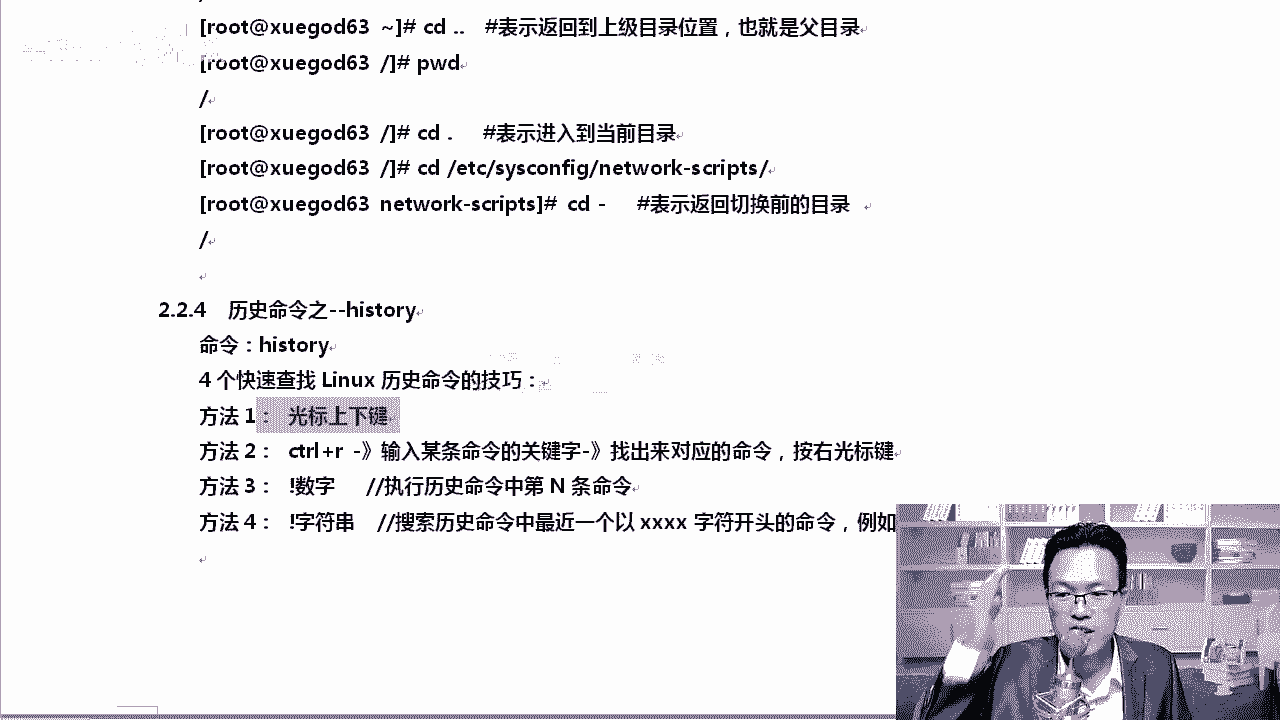 [root@xuegod63 ~]# cd ..   #表示返回到上级目录位置，也就是父目录
[root@xuegod63 /]# pwd
/
[root@xuegod63 /]# cd .    #表示进入到当前目录
[root@xuegod63 /]# cd /etc/sysconfig/network-scripts/
[root@xuegod63 network-scripts]# cd -    #表示返回切换前的目录
/
2.2.4   历史命令之--history
命令：history
4 个快速查找 Linux 历史命令的技巧：
方法 1： 光标上下键
方法 2： ctrl+r -》输入某条命令的关键字-》找出来对应的命令，按右光标键
方法 3： !数字    //执行历史命令中第 N 条命令
方法 4： !字符串   //搜索历史命令中最近一个以 xxxx 字符开头的命令，例如